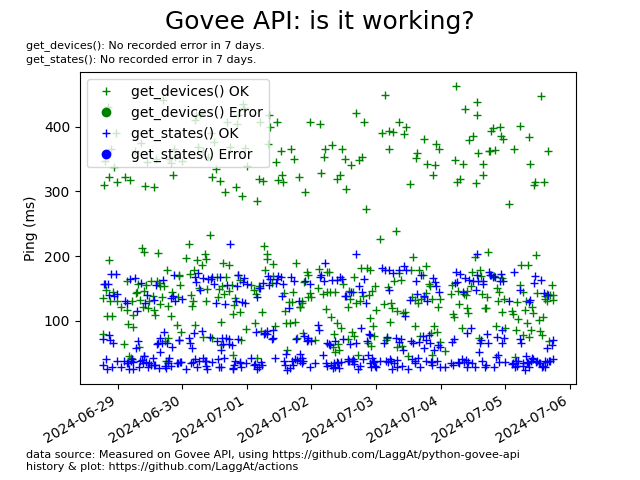 Govee API: is it working?
get_devices(): No recorded error in 7 days.
get_states(): No recorded error in 7 days.
get_devices() OK
get_devices() Error
get_states() OK
get_states() Error
Ping (ms)
400
300
200
100
2024-06-29
2024-06-30
2024-07-01
2024-07-02
2024-07-03
2024-07-04
2024-07-05
2024-07-06
data source: Measured on Govee API, using https://github.com/LaggAt/python-govee-api
history & plot: https://github.com/LaggAt/actions